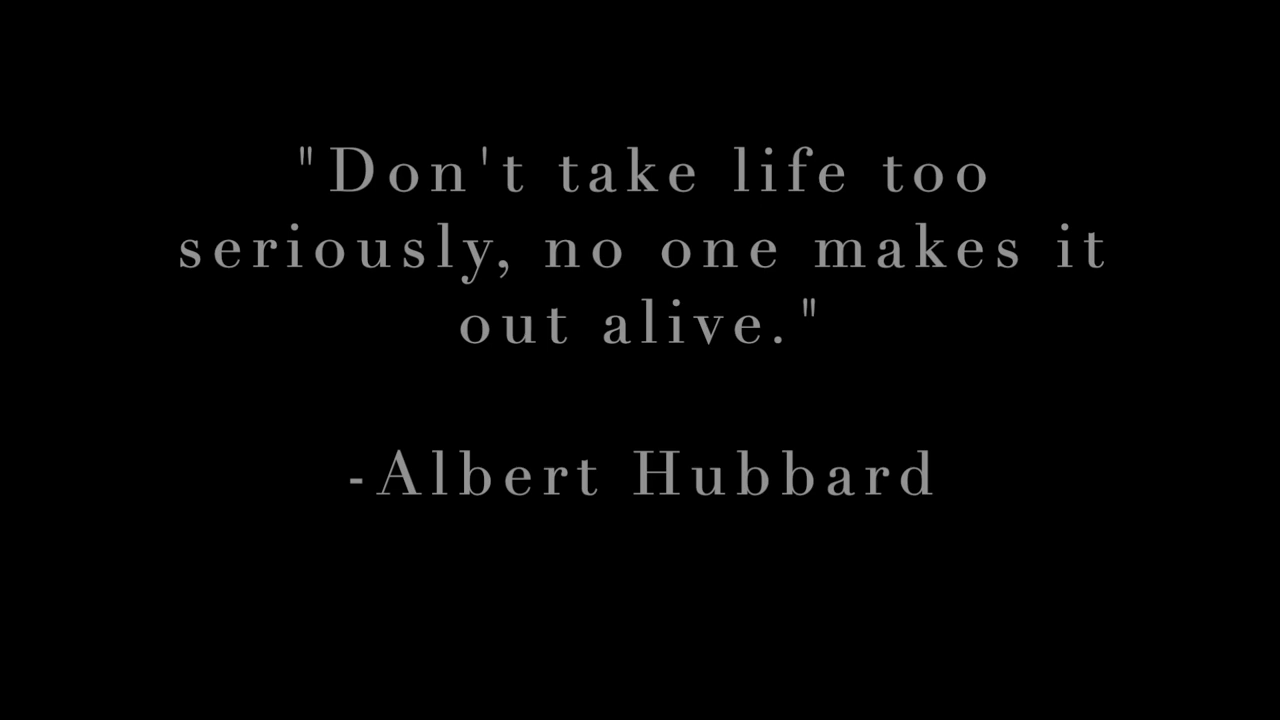 "Don't take life too
seriously, no one makes it
out alive."
-Albert Hubbard